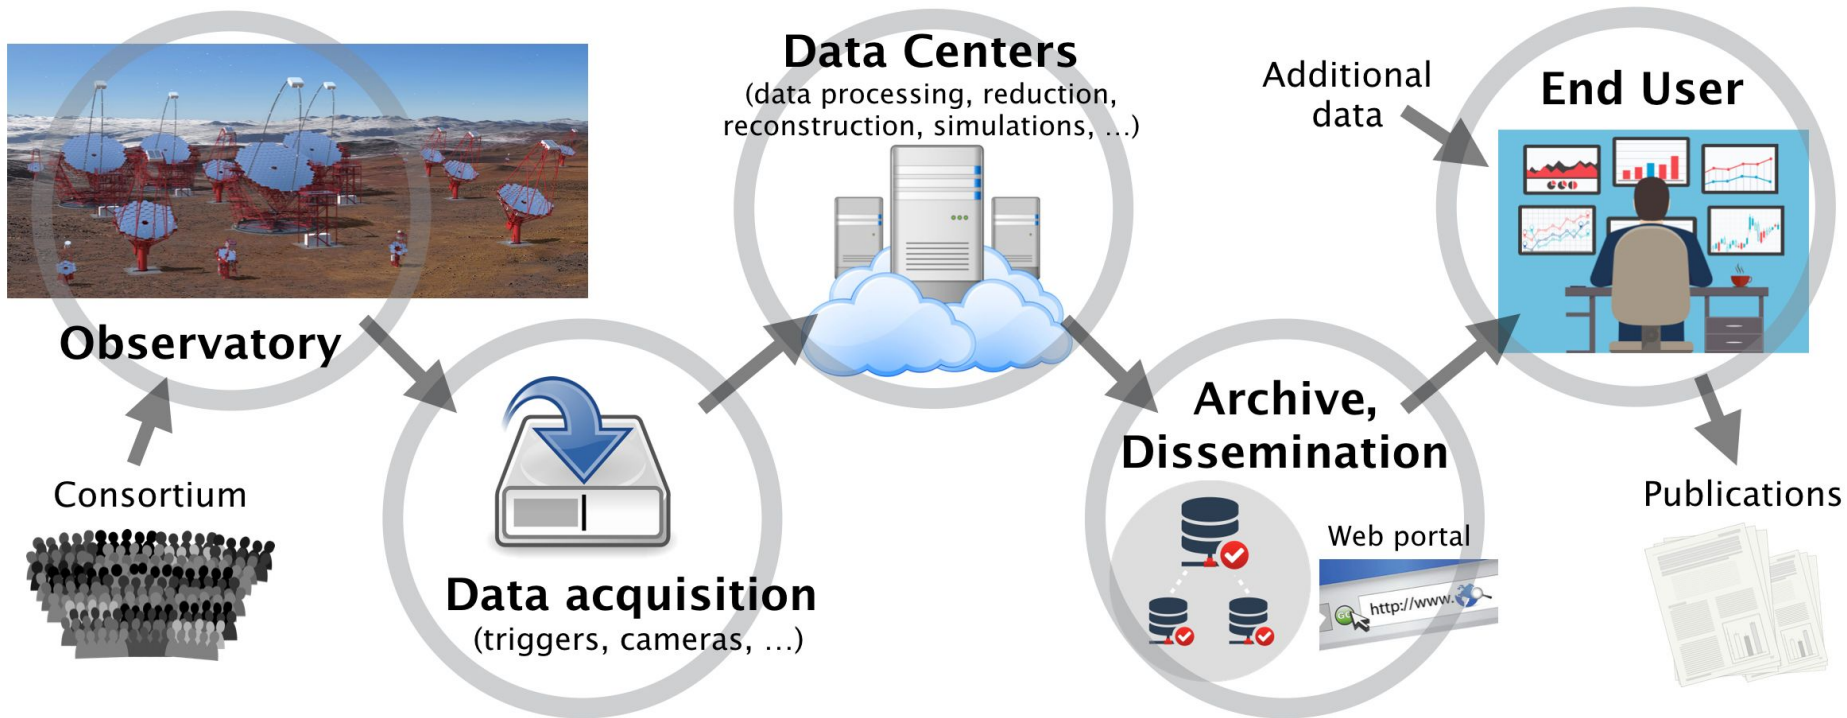 Observatory
Consortium
Data acquisition
(triggers, cameras, ...)
Data Centers
(data processing, reduction,
reconstruction, simulations, ...)
Archive,
Dissemination
Web portal
http://www.
Additional
data
End User
Publications